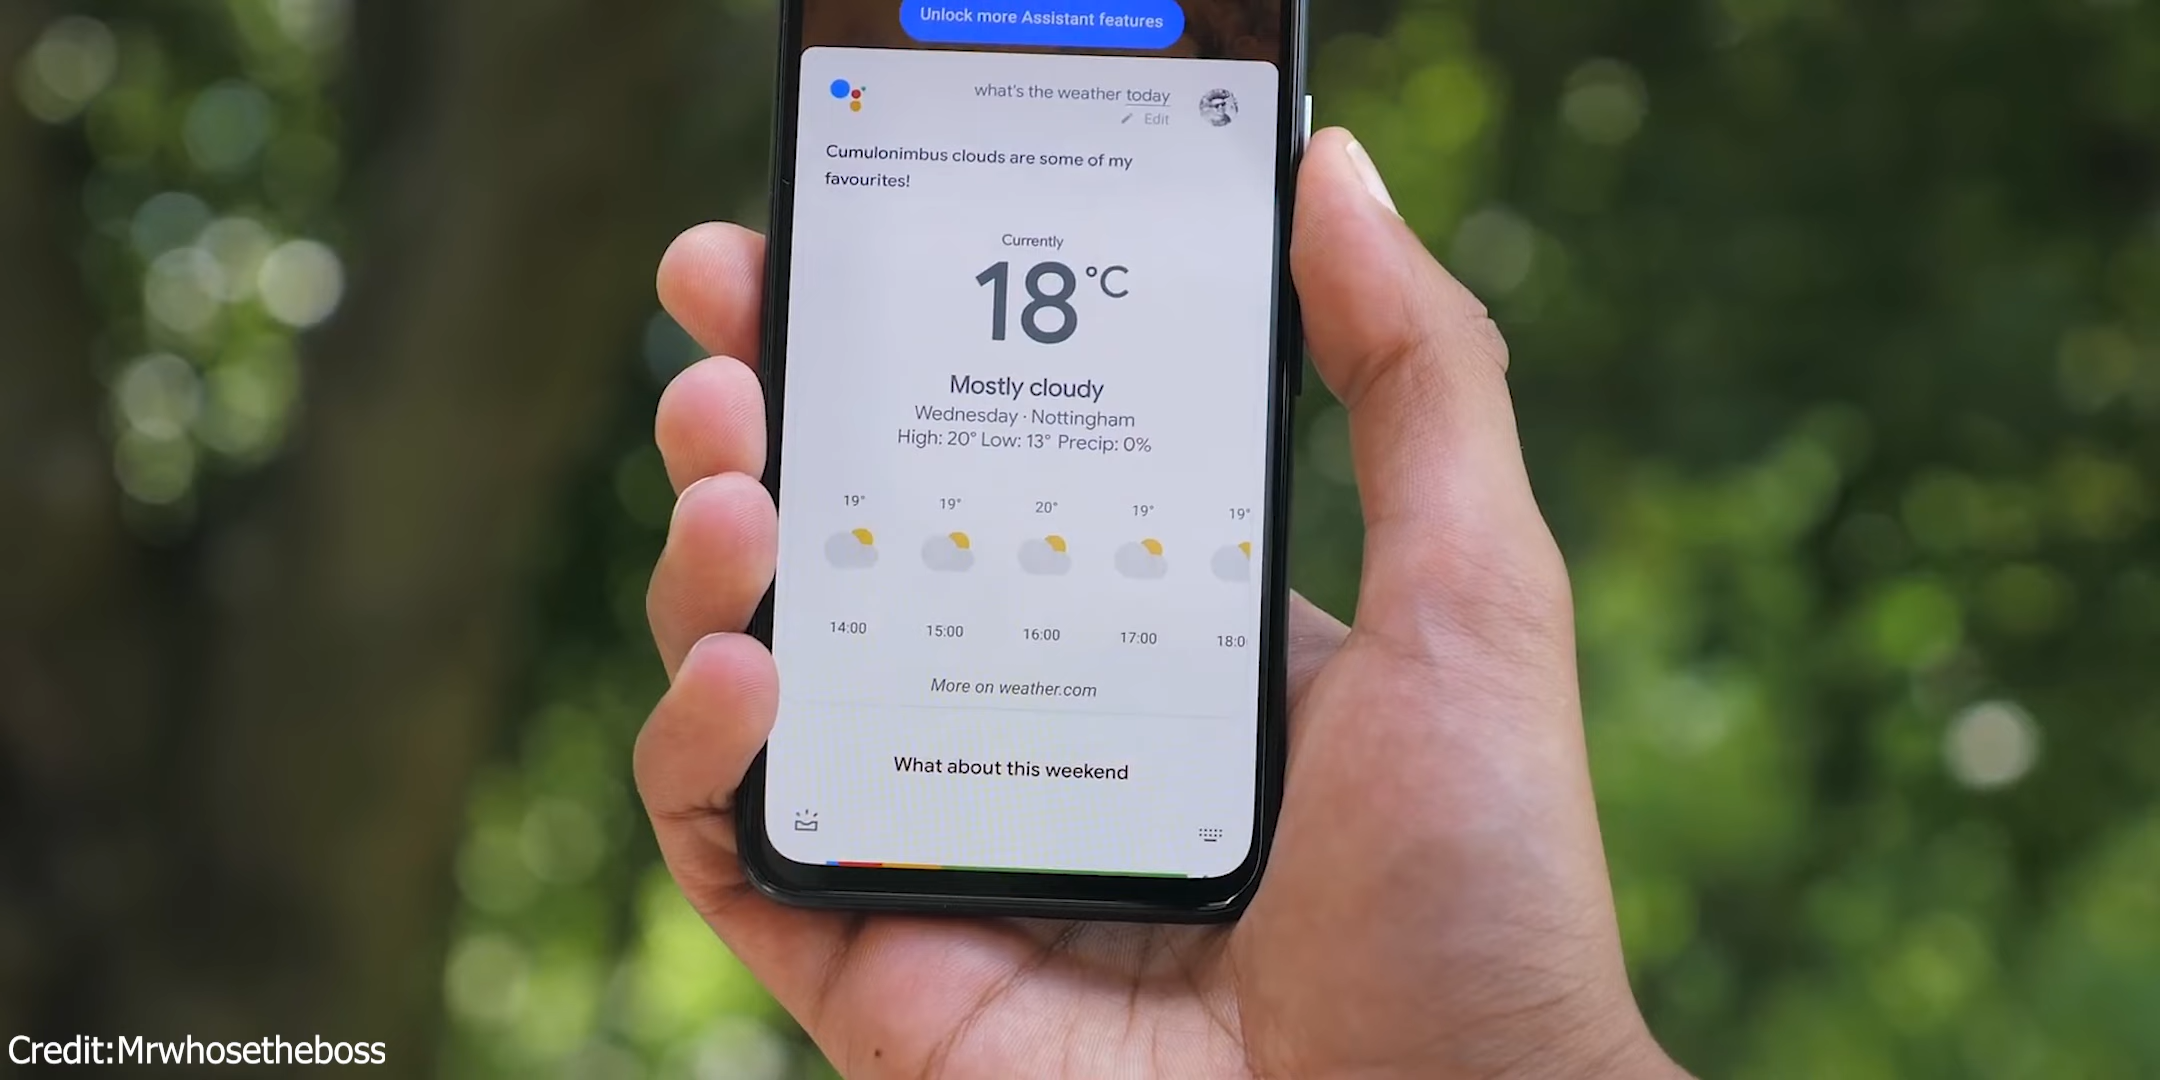 Unlock more Assistant features
what's the weather today
Edit
Cumulonimbus clouds are some of my
favourites!
Currently
18°C
Mostly cloudy
Wednesday · Nottingham
High: 20° Low: 13° Precip: 0%
19° 19° 20° 19° 19°
14:00 15:00 16:00 17:00 18:0
More on weather.com
What about this weekend
Credit:Mrwhosetheboss